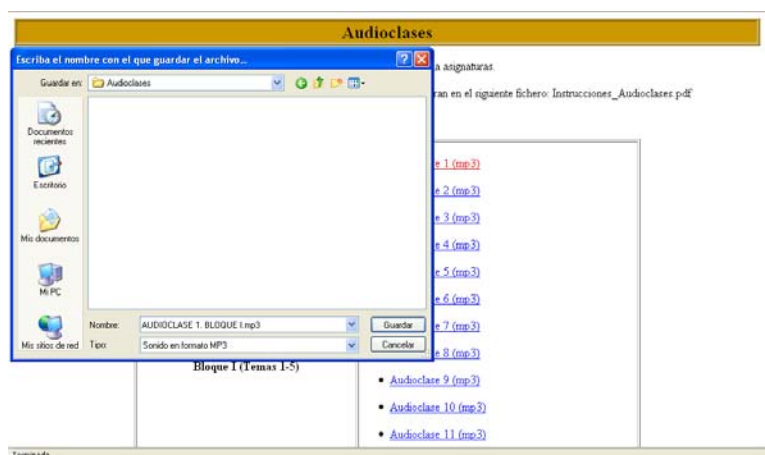 Audioclases
Escriba el nombre con el que guardar el archivo...
a asignaturas.
Guardar en:
Audioclases
ran en el siguiente fichero: Instrucciones_Audioclases.pdf
Documentos
recientes
Escritorio
Mis documentos
Mi PC
Mis sitios de red
Nombre:
AUDIOCLASE 1. BLOQUE I.mp3
Guardar
Tipo:
Sonido en formato MP3
Cancelar
e 1 (mp3)
e 2 (mp3)
e 3 (mp3)
e 4 (mp3)
e 5 (mp3)
e 6 (mp3)
e 7 (mp3)
e 8 (mp3)
Bloque I (Temas 1-5)
• Audioclase 9 (mp3)
• Audioclase 10 (mp3)
• Audioclase 11 (mp3)
Terminado